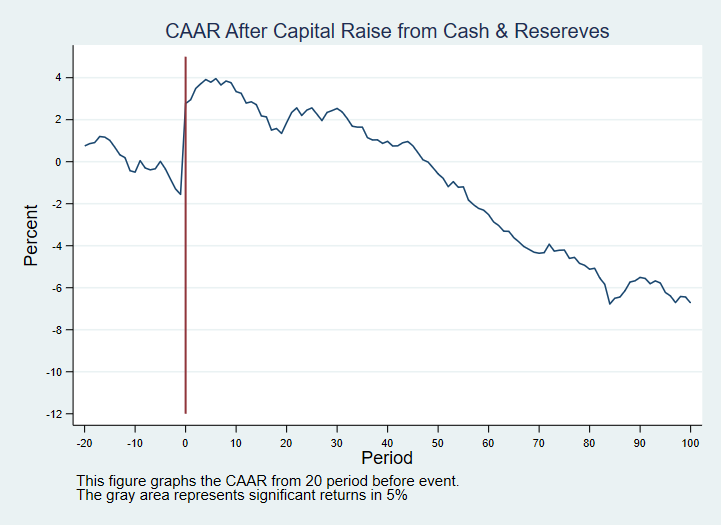 CAAR After Capital Raise from Cash & Resereves
Percent
4
2
0
-2
-4
-6
-8
-10
-12
-20 -10 0 10 20 30 40 50 60 70 80 90 100
Period
This figure graphs the CAAR from 20 period before event.
The gray area represents significant returns in 5%